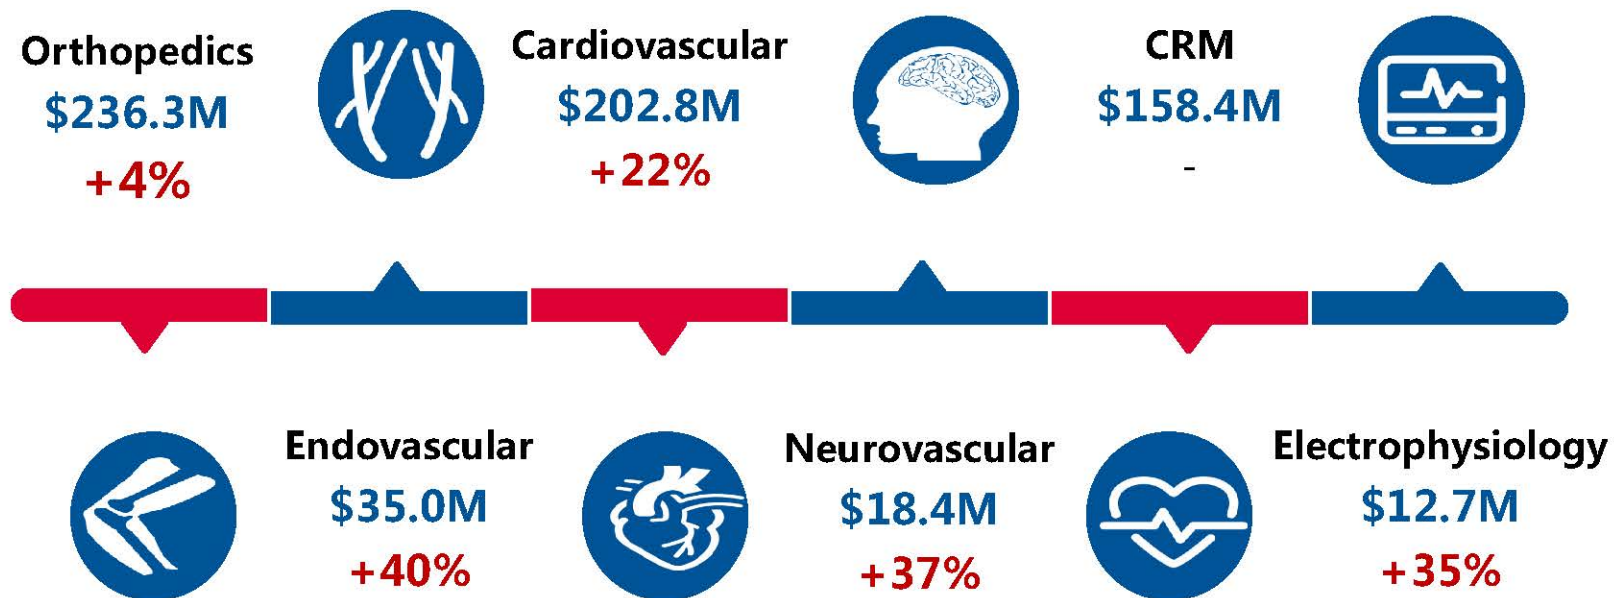 Orthopedics
$236.3M
+4%
Cardiovascular
$202.8M
+22%
CRM
$158.4M
-
Endovascular
$35.0M
+40%
Neurovascular
$18.4M
+37%
Electrophysiology
$12.7M
+35%